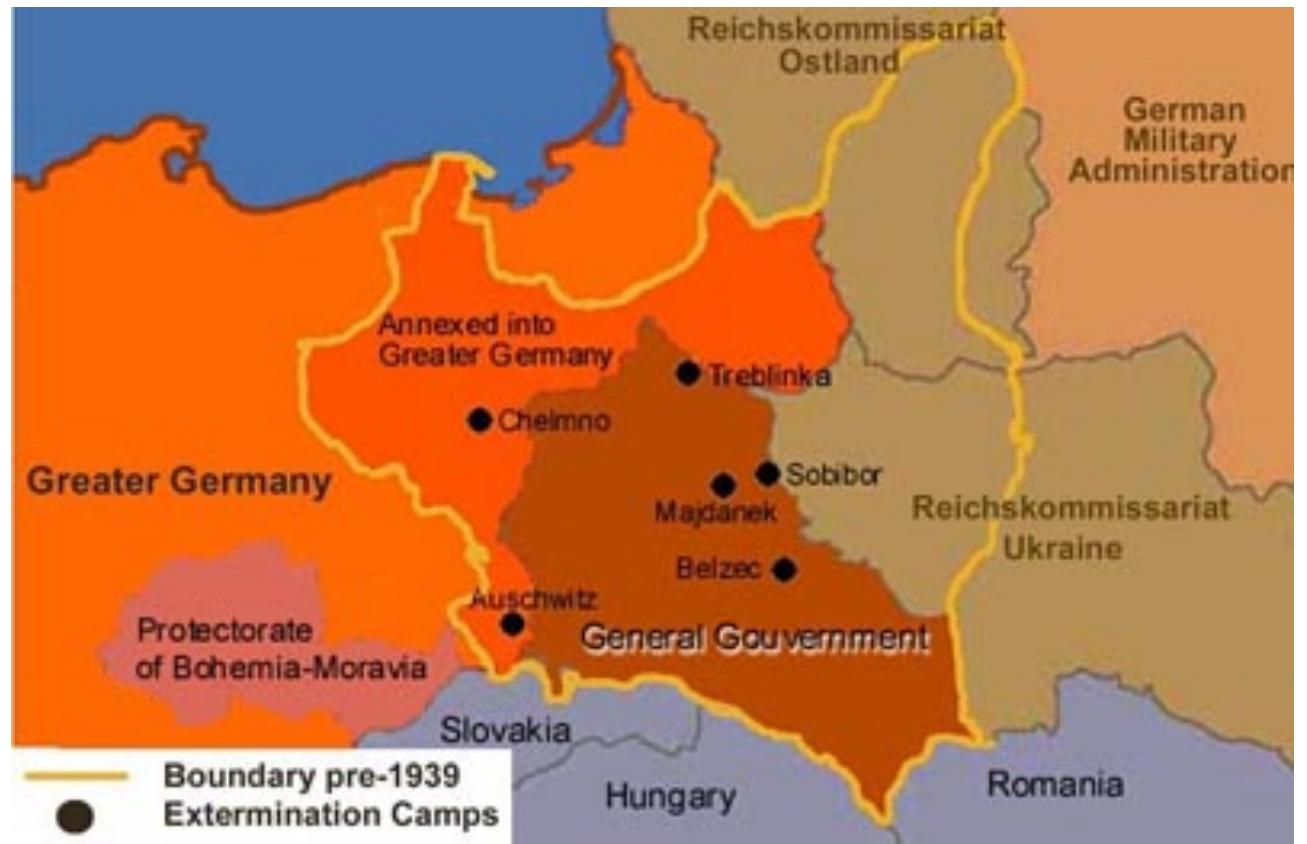 Reichskommissariat
Ostland
German
Military
Administration
Annexed into
Greater Germany
Treblinka
Chelmno
Greater Germany
Sobibor
Majdanek
Reichskommissariat
Ukraine
Belzec
Auschwitz
General Gouvernment
Protectorate
of Bohemia-Moravia
Slovakia
Hungary
Romania
Boundary pre-1939
Extermination Camps